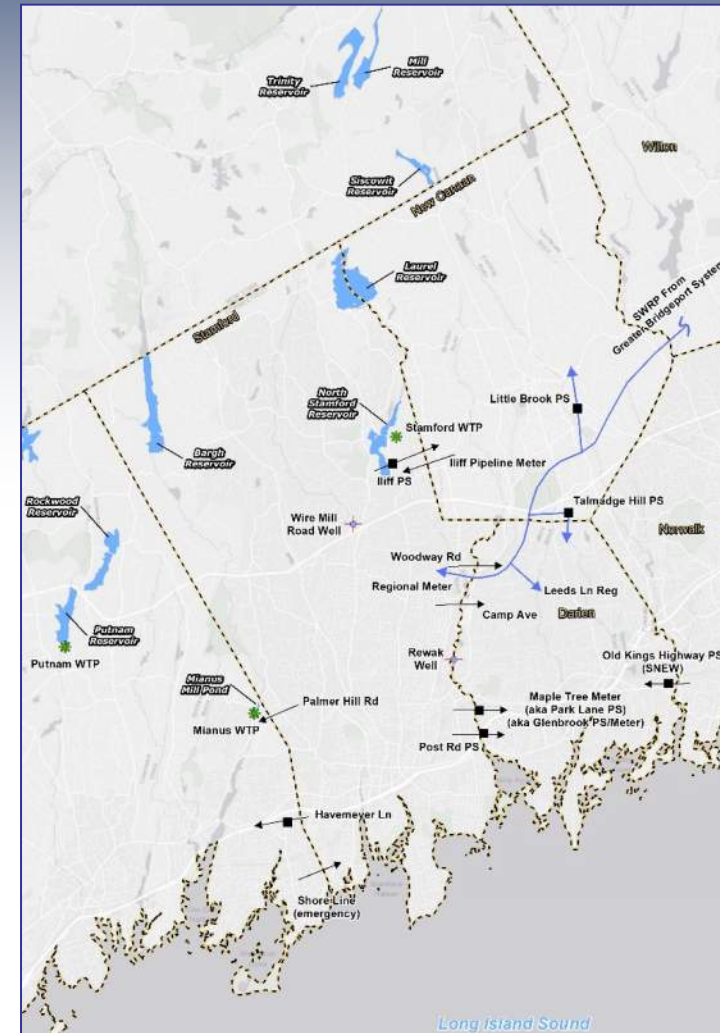 Mill
Reservoir
Trinity
Reservoir
Wilton
Siscowit
Reservoir
New Canaan
Laurel
Reservoir
SWRP From
Greater Bridgeport System
Stamford
Little Brook PS
North
Stamford
Reservoir
Stamford WTP
Bargh
Reservoir
Iliff Pipeline Meter
Iliff PS
Rockwood
Reservoir
Talmadge Hill PS
Wire Mill
Road Well
Norwalk
Woodway Rd
Regional Meter
Leeds Ln Reg
Camp Ave
Darien
Putnam
Reservoir
Putnam WTP
Rewak
Well
Old Kings Highway PS
(SNEW)
Mianus
Mill Pond
Palmer Hill Rd
Maple Tree Meter
(aka Park Lane PS)
(aka Glenbrook PS/Meter)
Mianus WTP
Post Rd PS
Havemeyer Ln
Shore Line
(emergency)
Long Island Sound